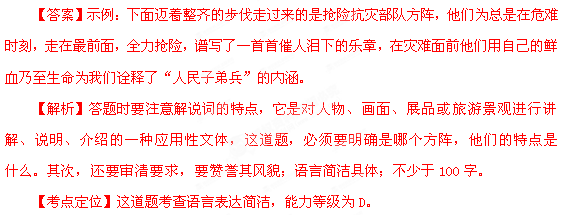 【答案】示例：下面迈着整齐的步伐走过来的是抢险抗灾部队方阵，他们为总是在危难
时刻，走在最前面，全力抢险，谱写了一首首催人泪下的乐章，在灾难面前他们用自己的鲜
血乃至生命为我们诠释了“人民子弟兵”的内涵。
【解析】答题时要注意解说词的特点，它是对人物、画面、展品或旅游景观进行讲
解、说明、介绍的一种应用性文体，这道题，必须要明确是哪个方阵，他们的特点是
什么。其次，还要审清要求，要赞誉其风貌；语言简洁具体；不少于 100 字。
【考点定位】这道题考查语言表达简洁，能力等级为 D。